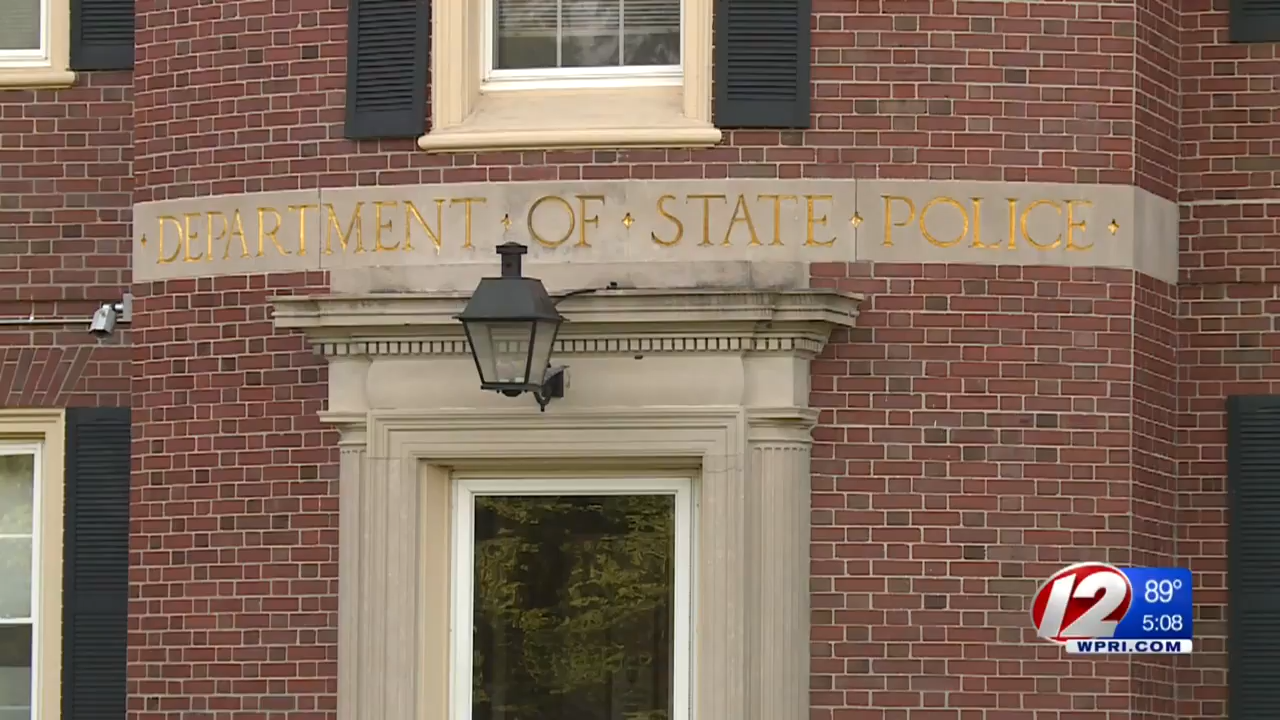 DEPARTMENT · OF · STATE · POLICE
12
89°
5:08
WPRI.COM